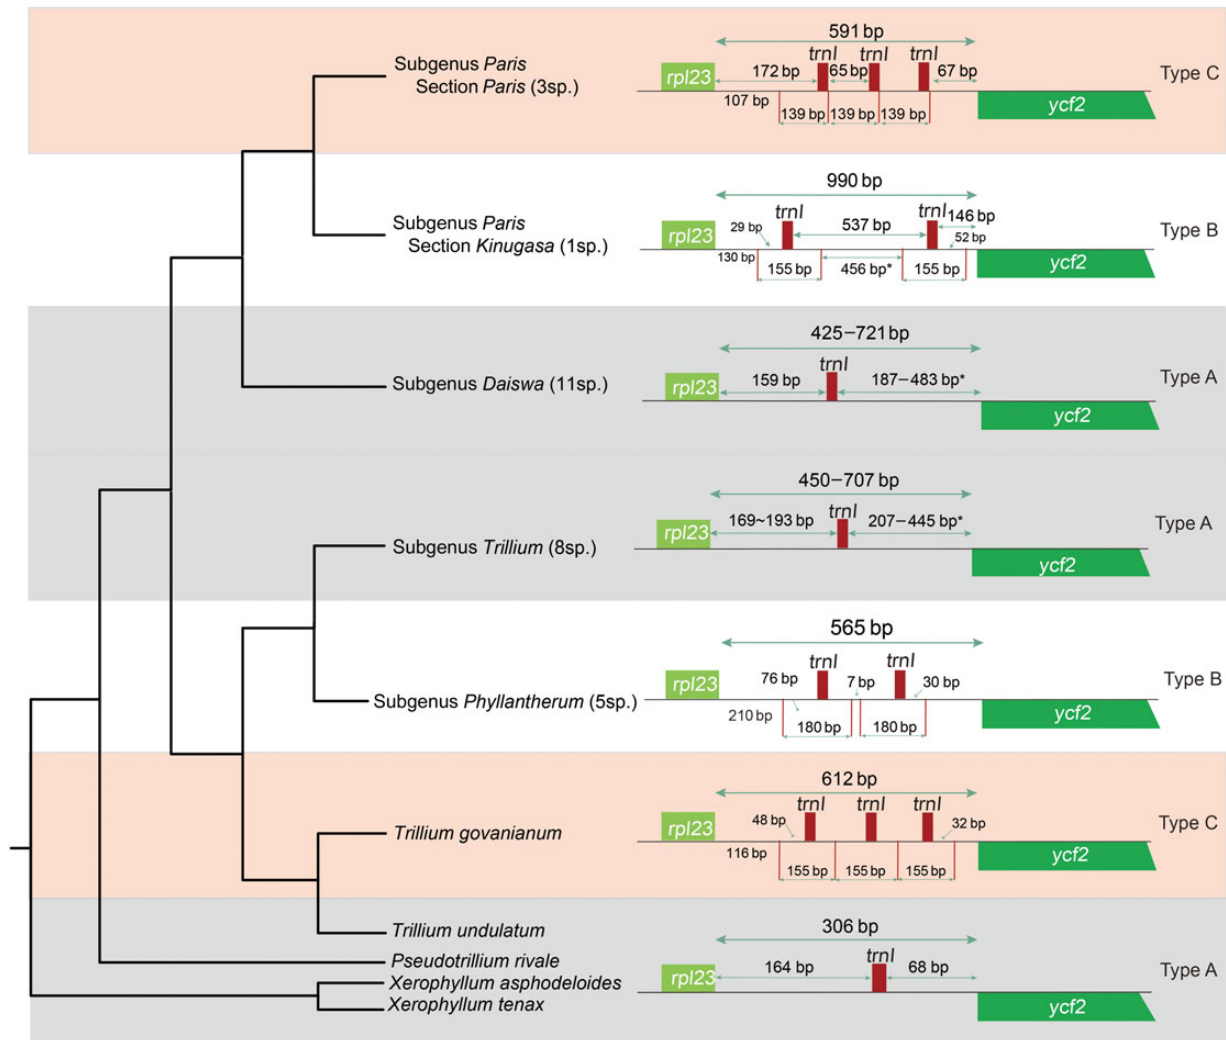 591 bp
trnI trnI trnI
Subgenus Paris
Section Paris (3sp.)
rpl23
172 bp 65 bp 67 bp
Type C
107 bp
139 bp 139 bp 139 bp
ycf2
990 bp
trnI trnI 146 bp
Subgenus Paris
Section Kinugasa (1sp.)
rpl23
29 bp 537 bp 52 bp
Type B
130 bp
155 bp 456 bp* 155 bp
ycf2
425–721 bp
trnI
Subgenus Daiswa (11sp.)
rpl23
159 bp 187–483 bp*
Type A
ycf2
450–707 bp
trnI
Subgenus Trillium (8sp.)
rpl23
169~193 bp 207–445 bp*
Type A
ycf2
565 bp
trnI trnI
Subgenus Phyllantherum (5sp.)
rpl23
76 bp 7 bp 30 bp
Type B
210 bp
180 bp 180 bp
ycf2
612 bp
trnI trnI trnI
Trillium govanianum
rpl23
48 bp 32 bp
Type C
116 bp
155 bp 155 bp 155 bp
ycf2
Trillium undulatum
306 bp
trnI
Pseudotrillium rivale
Xerophyllum asphodeloides
Xerophyllum tenax
rpl23
164 bp 68 bp
Type A
ycf2